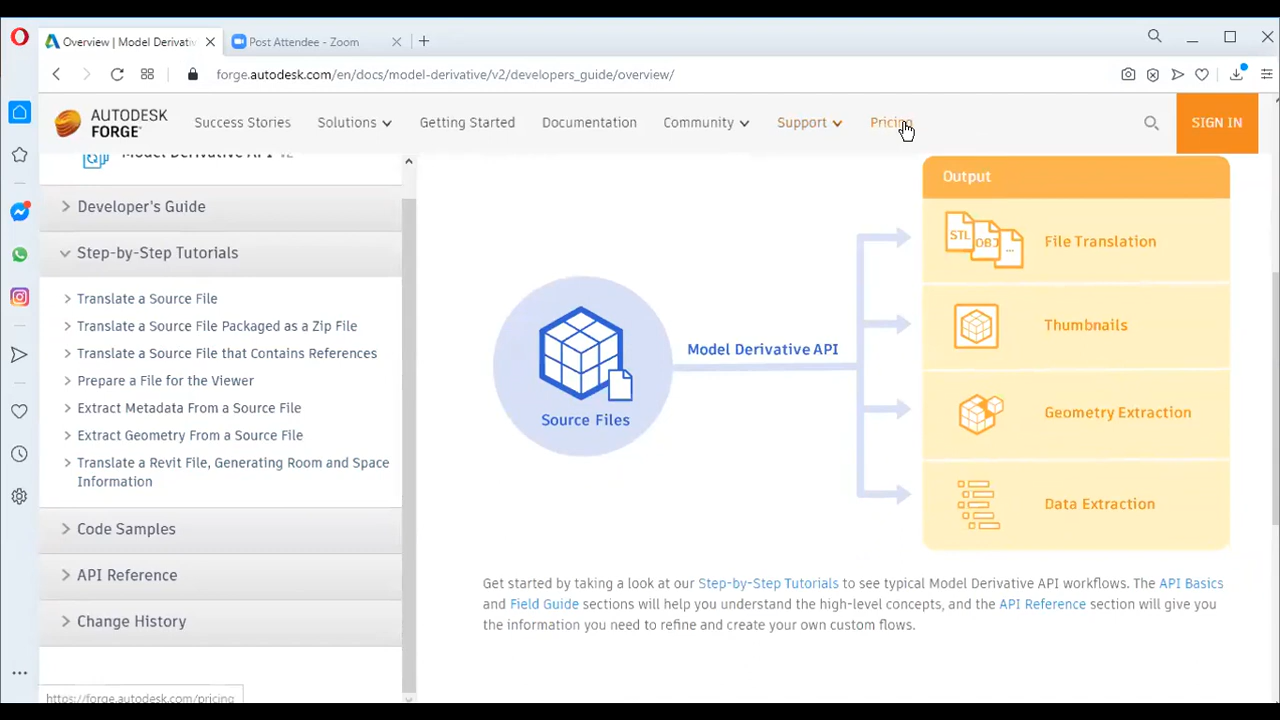 Overview | Model Derivati
Post Attendee - Zoom
forge.autodesk.com/en/docs/model-derivative/v2/developers_guide/overview/
AUTODESK
FORGE
Success Stories
Solutions
Getting Started
Documentation
Community
Support
Pricing
SIGN IN
Model Derivative API v2
Developer's Guide
Step-by-Step Tutorials
Translate a Source File
Translate a Source File Packaged as a Zip File
Translate a Source File that Contains References
Prepare a File for the Viewer
Extract Metadata From a Source File
Extract Geometry From a Source File
Translate a Revit File, Generating Room and Space
Information
Code Samples
API Reference
Change History
Source Files
Model Derivative API
Output
STL
OBJ
...
File Translation
Thumbnails
Geometry Extraction
Data Extraction
Get started by taking a look at our Step-by-Step Tutorials to see typical Model Derivative API workflows. The API Basics
and Field Guide sections will help you understand the high-level concepts, and the API Reference section will give you
the information you need to refine and create your own custom flows.
https://forge.autodesk.com/pricing